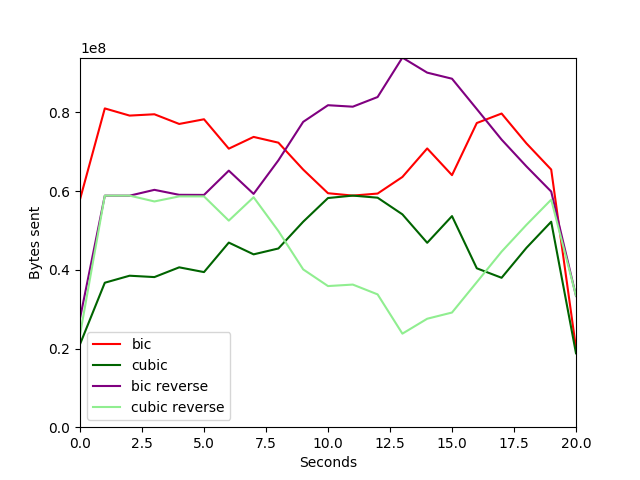 1e8
0.8
0.6
0.4
0.2
0.0
Bytes sent
bic
cubic
bic reverse
cubic reverse
0.0 2.5 5.0 7.5 10.0 12.5 15.0 17.5 20.0
Seconds